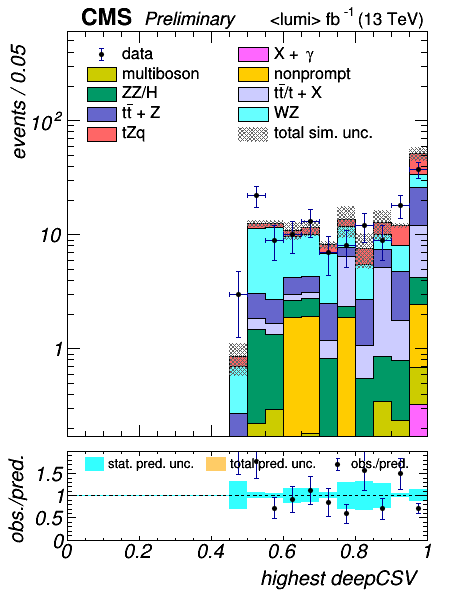 CMS Preliminary <lumi> fb⁻¹ (13 TeV)
events / 0.05
data
X + γ
multiboson
nonprompt
ZZ/H
tt̄/t + X
tt̄ + Z
WZ
tZq
total sim. unc.
10²
10
1
obs./pred.
stat. pred. unc.
total pred. unc.
obs./pred.
1.5
1
0.5
0
0 0.2 0.4 0.6 0.8 1
highest deepCSV